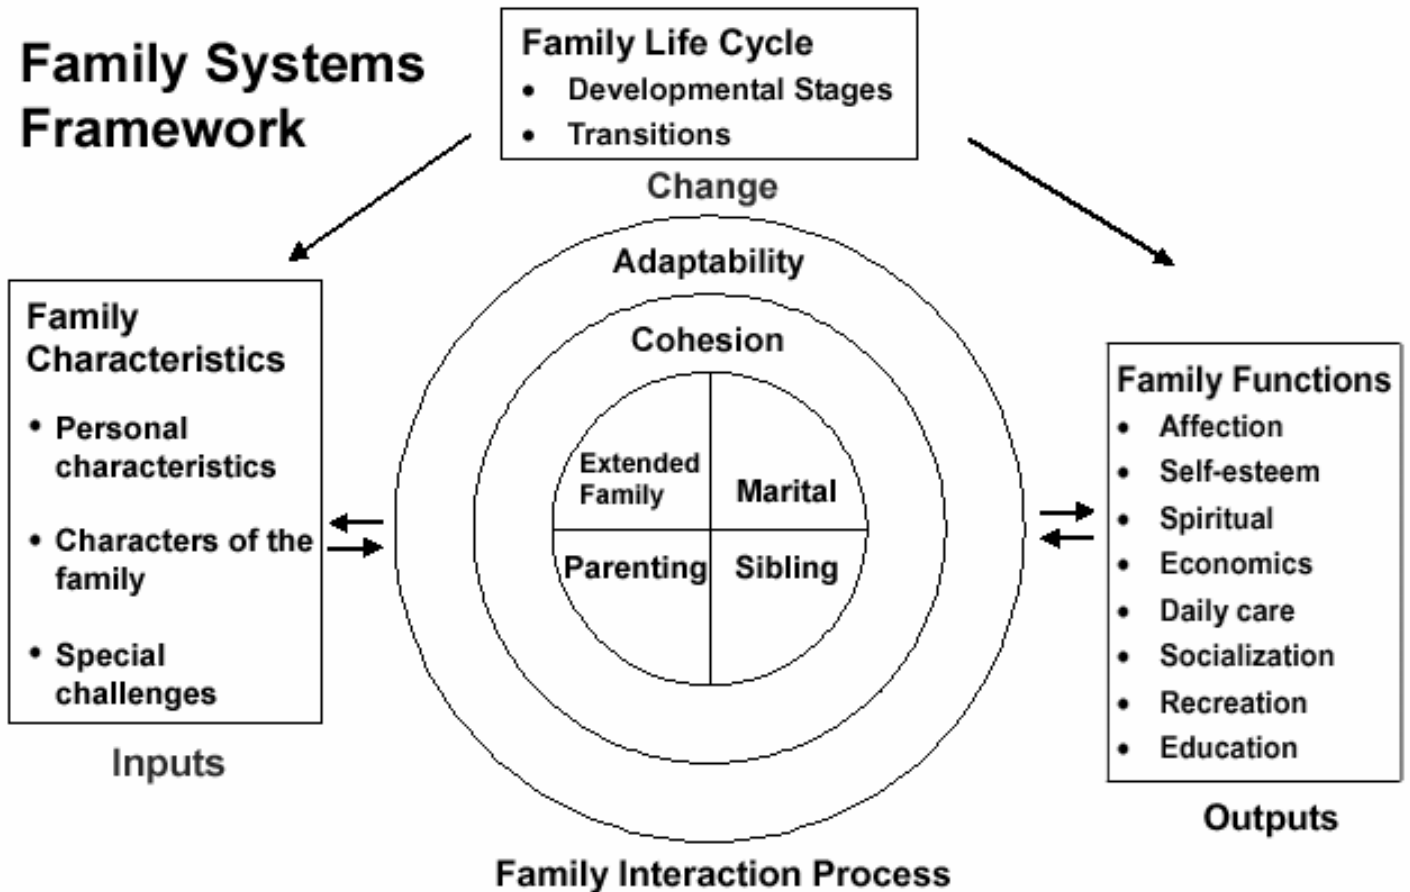 Family Systems
Framework
Family Life Cycle
• Developmental Stages
• Transitions
Change
Family
Characteristics
• Personal
characteristics
• Characters of the
family
• Special
challenges
Inputs
Adaptability
Cohesion
Extended
Family
Marital
Parenting
Sibling
Family Interaction Process
Family Functions
• Affection
• Self-esteem
• Spiritual
• Economics
• Daily care
• Socialization
• Recreation
• Education
Outputs